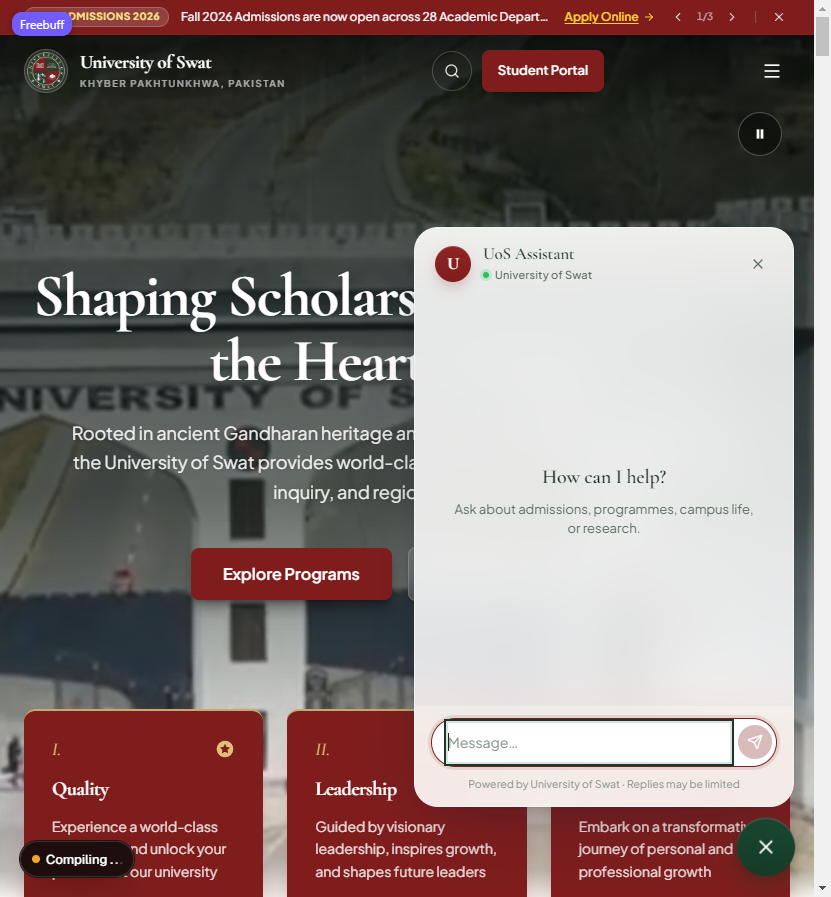 Freebuff
DMISSIONS 2026
Fall 2026 Admissions are now open across 28 Academic Depart...
Apply Online →
1/3
University of Swat
KHYBER PAKHTUNKHWA, PAKISTAN
Student Portal
U
UoS Assistant
University of Swat
Shaping Scholars
the Heart
NIVERSITY OF S
Rooted in ancient Gandharan heritage an
the University of Swat provides world-cla
inquiry, and regio
How can I help?
Ask about admissions, programmes, campus life,
or research.
Explore Programs
Message...
Powered by University of Swat · Replies may be limited
I.
Quality
Experience a world-class
nd unlock your
our university
II.
Leadership
Guided by visionary
leadership, inspires growth,
and shapes future leaders
Embark on a transformativ
journey of personal and
professional growth
Compiling ...